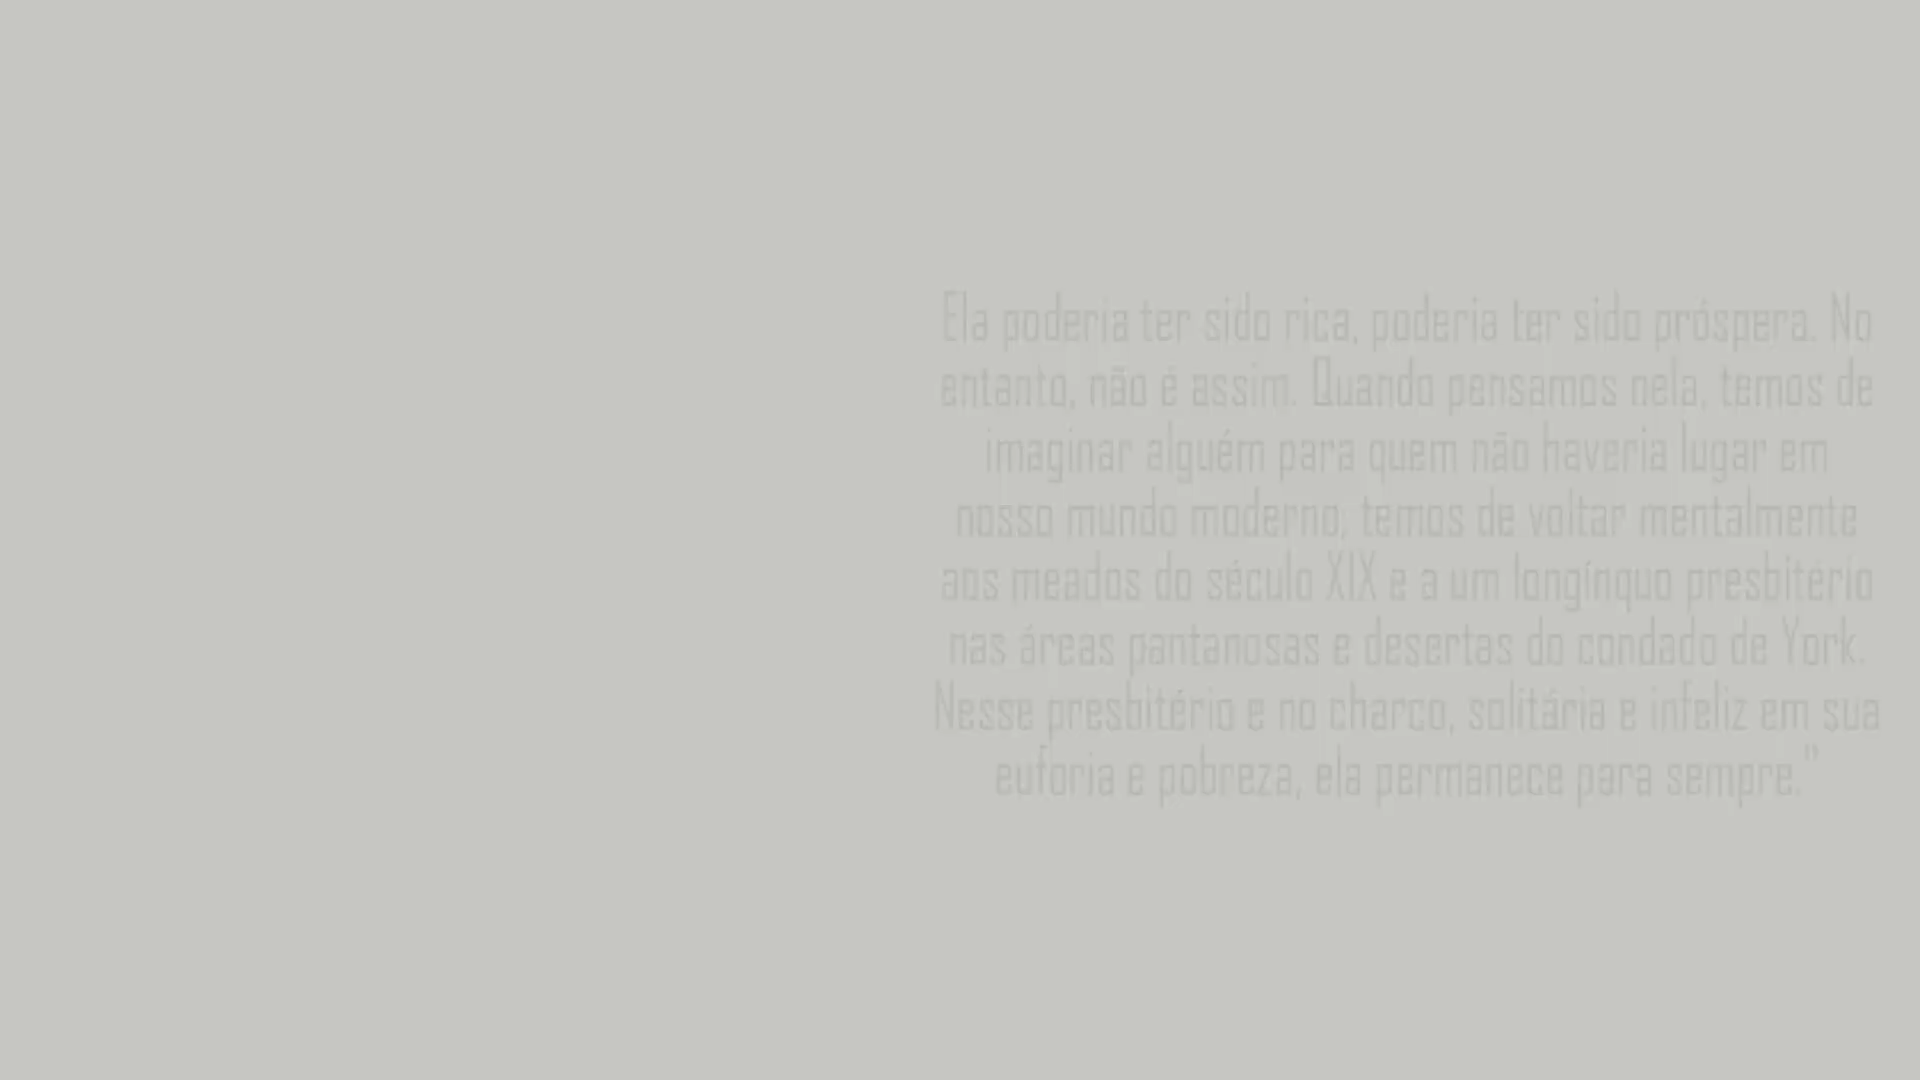 Ela poderia ter sido rica, poderia ter sido próspera. No
entanto, não é assim. Quando pensamos nela, temos de
imaginar alguém para quem não haveria lugar em
nosso mundo moderno; temos de voltar mentalmente
aos meados do século XIX e a um longínquo presbitério
nas áreas pantanosas e desertas do condado de York.
Nesse presbitério e no charco, solitária e infeliz em sua
euforia e pobreza, ela permanece para sempre."